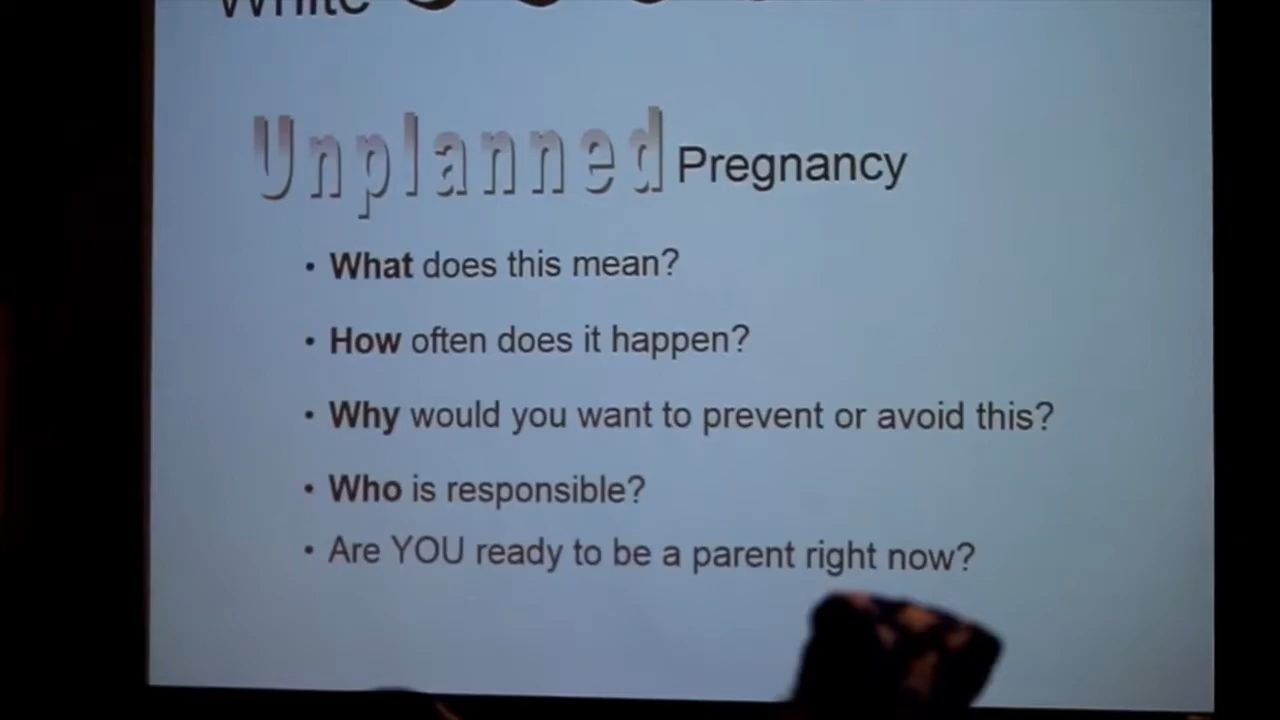 White
Unplanned Pregnancy
• What does this mean?
• How often does it happen?
• Why would you want to prevent or avoid this?
• Who is responsible?
• Are YOU ready to be a parent right now?